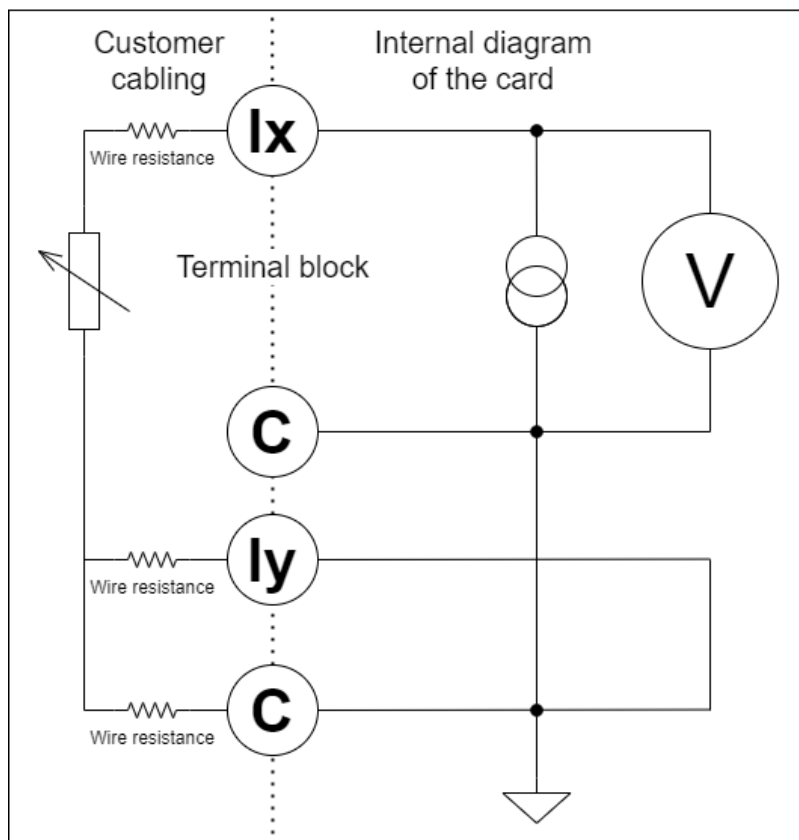 Customer
cabling
Internal diagram
of the card
Ix
Wire resistance
Terminal block
V
C
Iy
Wire resistance
C
Wire resistance